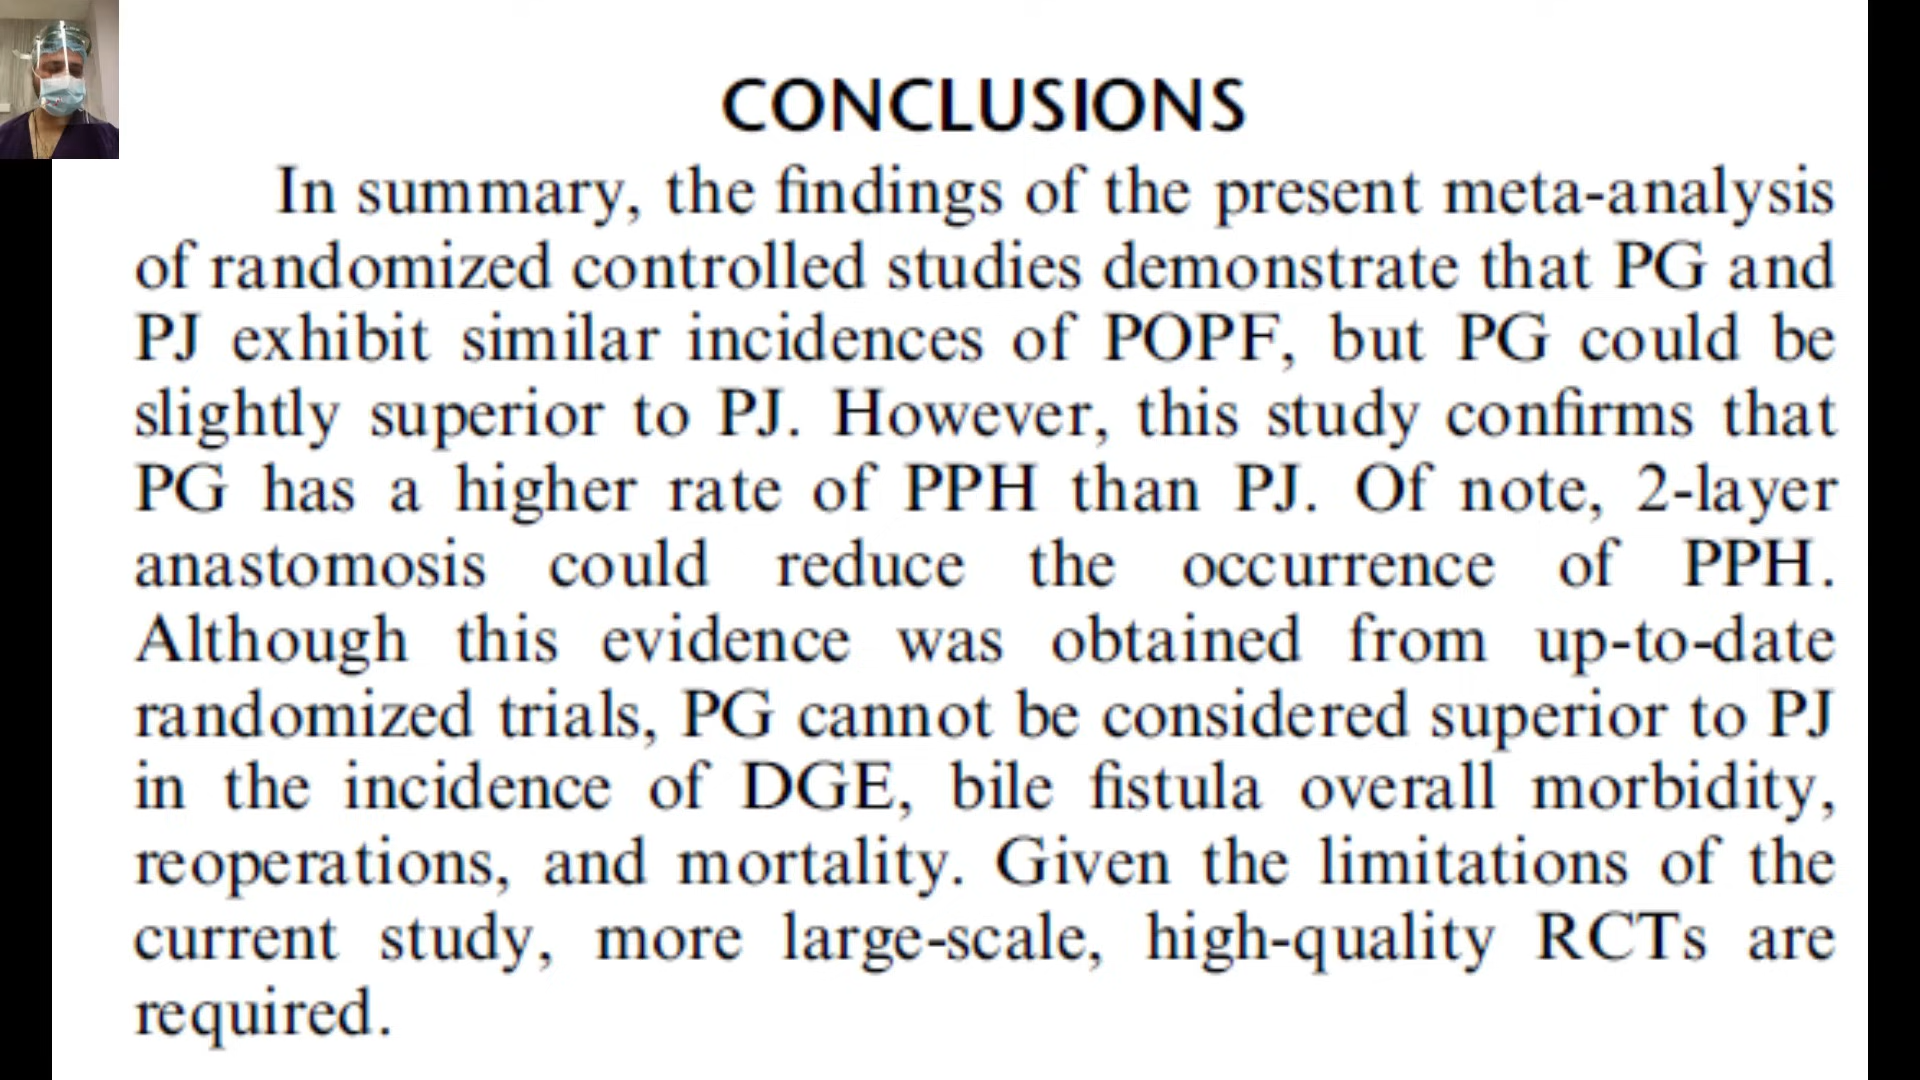 CONCLUSIONS
In summary, the findings of the present meta-analysis
of randomized controlled studies demonstrate that PG and
PJ exhibit similar incidences of POPF, but PG could be
slightly superior to PJ. However, this study confirms that
PG has a higher rate of PPH than PJ. Of note, 2-layer
anastomosis could reduce the occurrence of PPH.
Although this evidence was obtained from up-to-date
randomized trials, PG cannot be considered superior to PJ
in the incidence of DGE, bile fistula overall morbidity,
reoperations, and mortality. Given the limitations of the
current study, more large-scale, high-quality RCTs are
required.